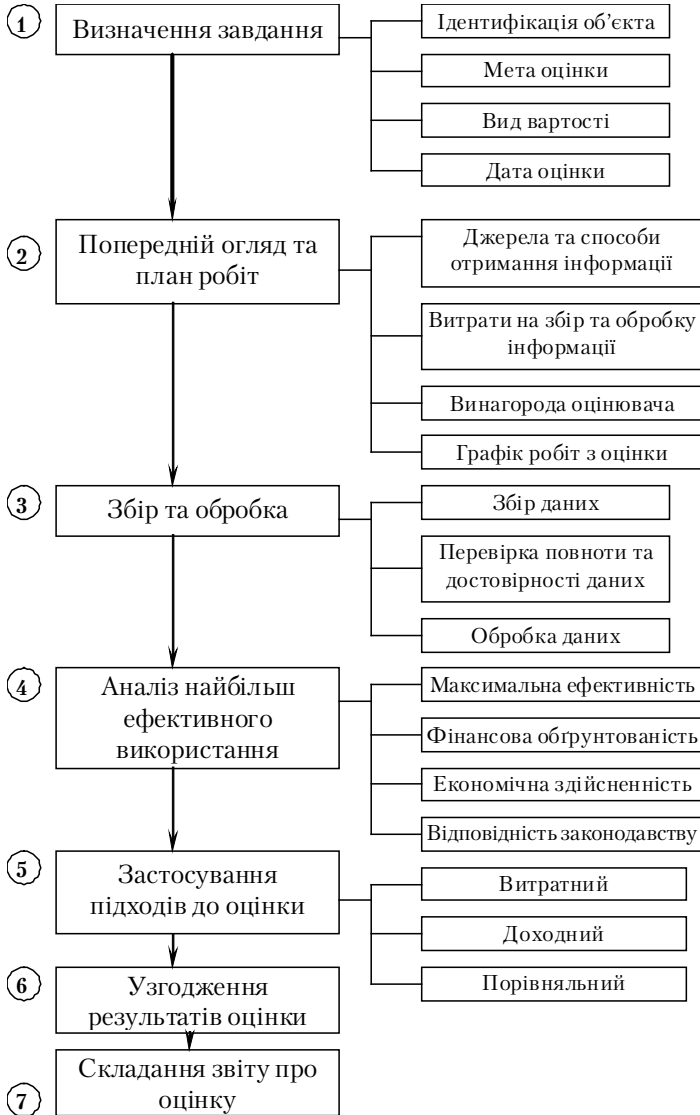 1
Визначення завдання
Ідентифікація об’єкта
Мета оцінки
Вид вартості
Дата оцінки
2
Попередній огляд та
план робіт
Джерела та способи
отримання інформації
Витрати на збір та обробку
інформації
Винагорода оцінювача
Графік робіт з оцінки
3
Збір та обробка
Збір даних
Перевірка повноти та
достовірності даних
Обробка даних
4
Аналіз найбільш
ефективного
використання
Максимальна ефективність
Фінансова обґрунтованість
Економічна здійсненність
Відповідність законодавству
5
Застосування
підходів до оцінки
Витратний
Доходний
Порівняльний
6
Узгодження
результатів оцінки
7
Складання звіту про
оцінку